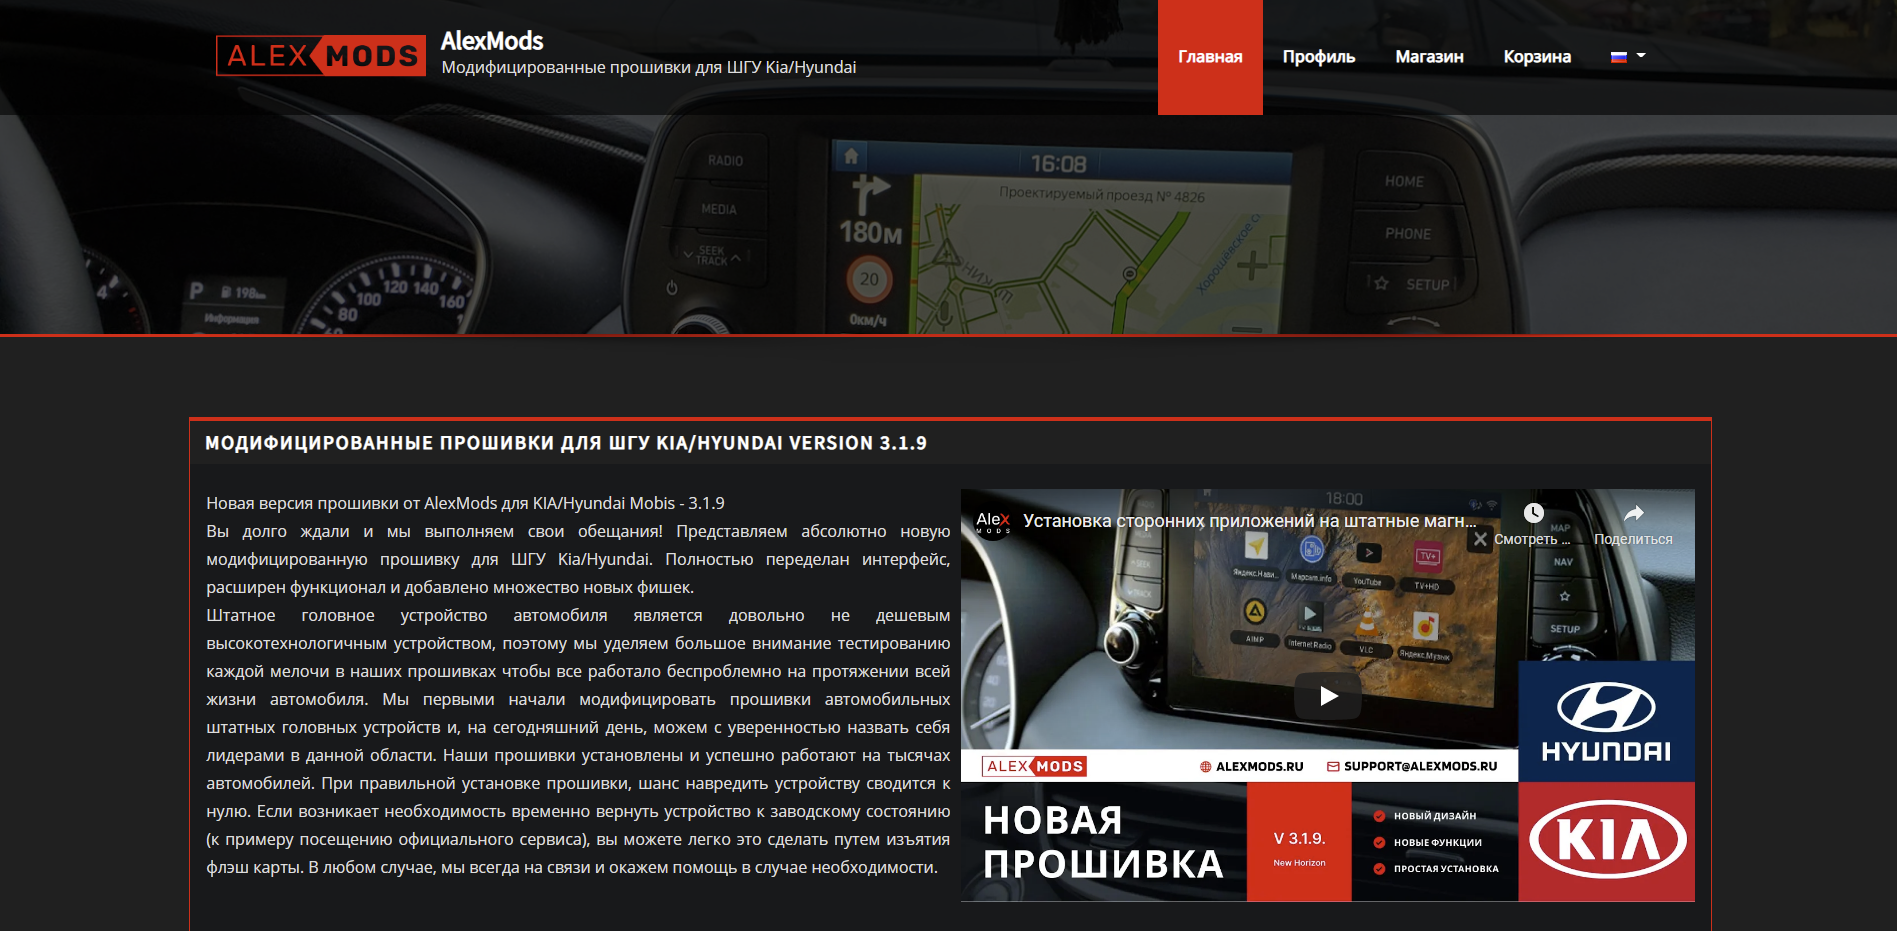 ALEX MODS
AlexMods
Модифицированные прошивки для ШГУ Kia/Hyundai
Главная
Профиль
Магазин
Корзина
RADIO
MEDIA
SEEK
TRACK
16:08
Проектируемый проезд № 4826
180м
20
0км/ч
Хорошёвское
HOME
PHONE
SETUP
4
P
198км
Информация
80
100
120
140
160
МОДИФИЦИРОВАННЫЕ ПРОШИВКИ ДЛЯ ШГУ KIA/HYUNDAI VERSION 3.1.9
Новая версия прошивки от AlexMods для KIA/Hyundai Mobis - 3.1.9
Вы долго ждали и мы выполняем свои обещания! Представляем абсолютно новую
модифицированную прошивку для ШГУ Kia/Hyundai. Полностью переделан интерфейс,
расширен функционал и добавлено множество новых фишек.
Штатное головное устройство автомобиля является довольно не дешевым
высокотехнологичным устройством, поэтому мы уделяем большое внимание тестированию
каждой мелочи в наших прошивках чтобы все работало беспроблемно на протяжении всей
жизни автомобиля. Мы первыми начали модифицировать прошивки автомобильных
штатных головных устройств и, на сегодняшний день, можем с уверенностью назвать себя
лидерами в данной области. Наши прошивки установлены и успешно работают на тысячах
автомобилей. При правильной установке прошивки, шанс навредить устройству сводится к
нулю. Если возникает необходимость временно вернуть устройство к заводскому состоянию
(к примеру посещению официального сервиса), вы можете легко это сделать путем изъятия
флэш карты. В любом случае, мы всегда на связи и окажем помощь в случае необходимости.
Alex
MODS
Установка сторонних приложений на штатные магн...
Смотреть ...
Поделиться
18:00
MAP
NAV
SETUP
SEEK
TRACK
Яндекс.Нави..
Mapcam.info
YouTube
TV+
TV+HD
AIMP
Internet Radio
VLC
Яндекс.Музык
ALEX MODS
ALEXMODS.RU
SUPPORT@ALEXMODS.RU
НОВАЯ
ПРОШИВКА
V 3.1.9.
New Horizon
НОВЫЙ ДИЗАЙН
НОВЫЕ ФУНКЦИИ
ПРОСТАЯ УСТАНОВКА
HYUNDAI
KIA